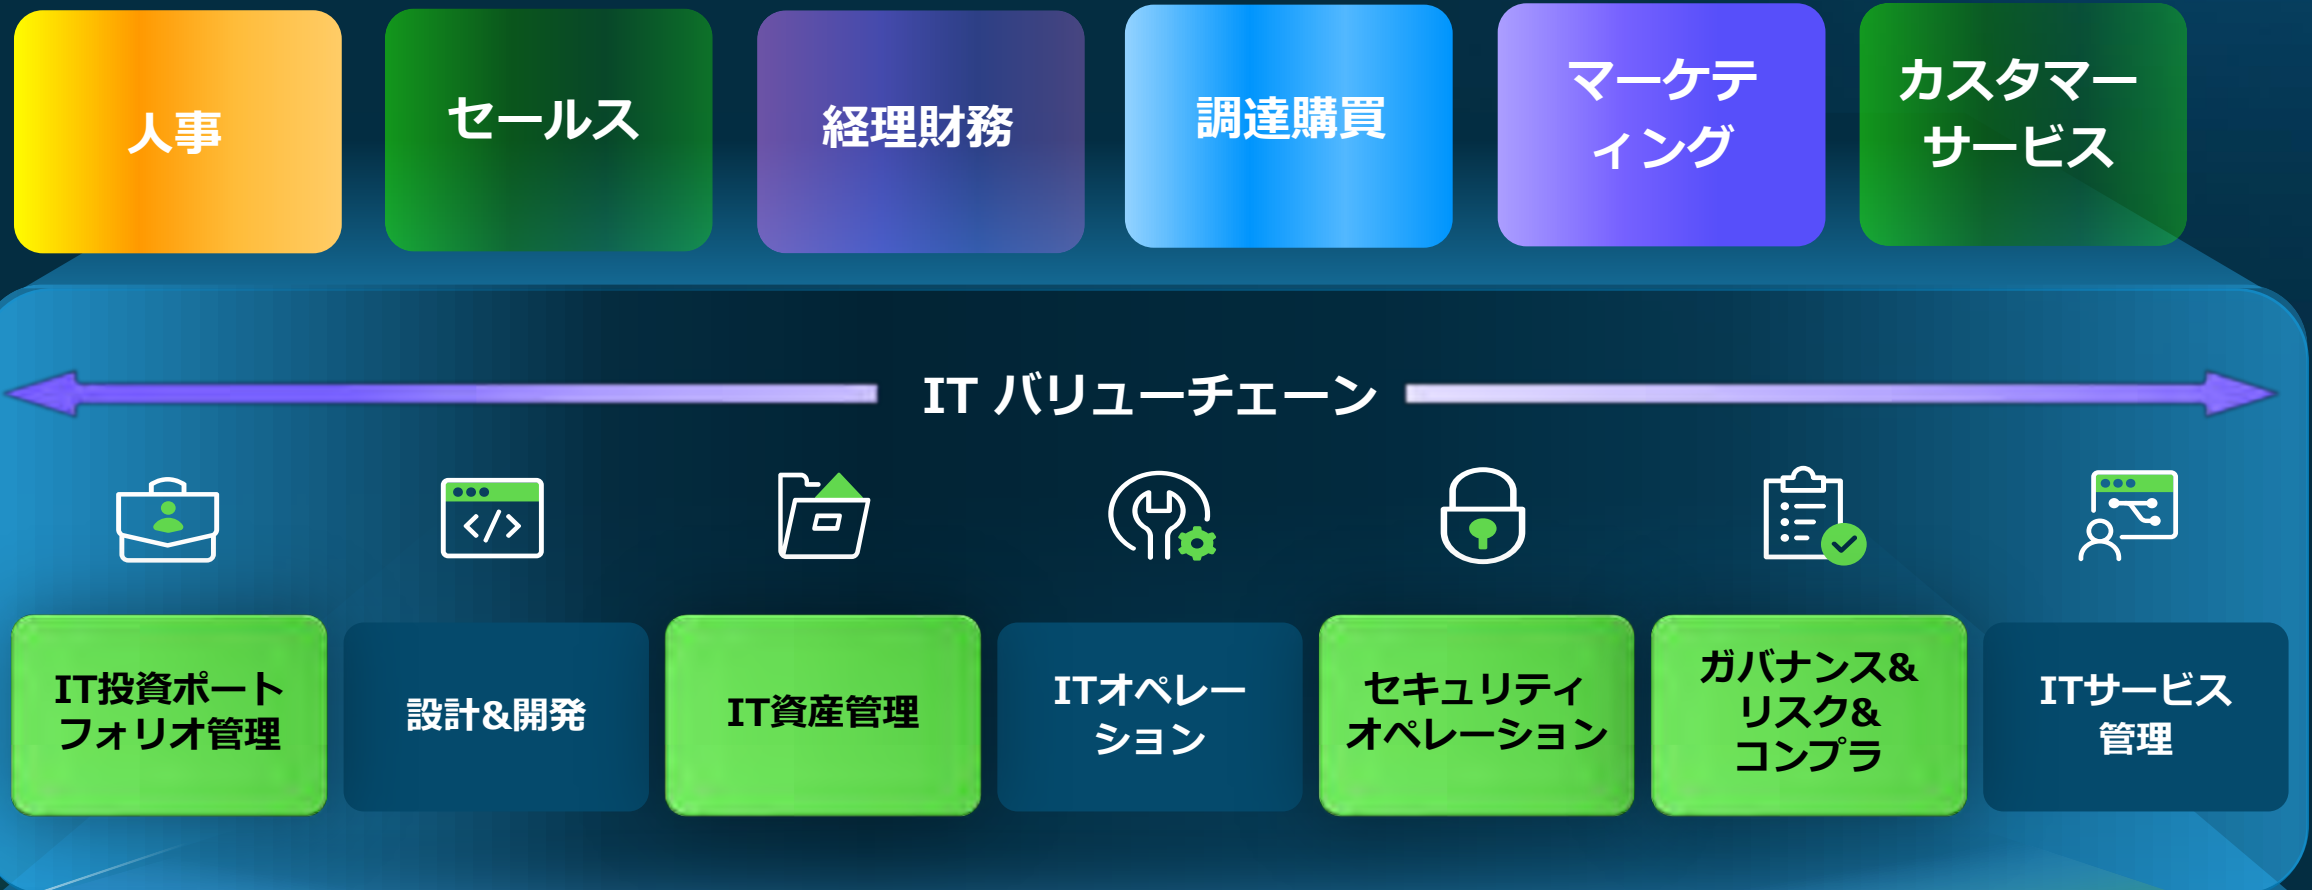 人事
セールス
経理財務
調達購買
マーケテ
ィング
カスタマー
サービス
IT バリューチェーン
IT投資ポート
フォリオ管理
設計&開発
IT資産管理
ITオペレー
ション
セキュリティ
オペレーション
ガバナンス&
リスク&
コンプラ
ITサービス
管理